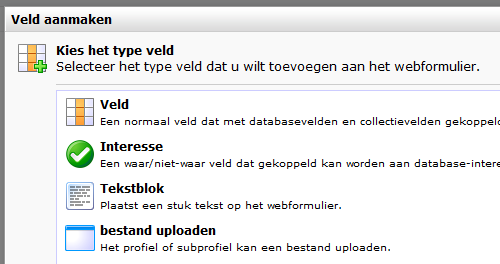 Veld aanmaken
Kies het type veld
Selecteer het type veld dat u wilt toevoegen aan het webformulier.
Veld
Een normaal veld dat met databasevelden en collectievelden gekoppeld
Interesse
Een waar/niet-waar veld dat gekoppeld kan worden aan database-intere
Tekstblok
Plaatst een stuk tekst op het webformulier.
bestand uploaden
Het profiel of subprofiel kan een bestand uploaden.